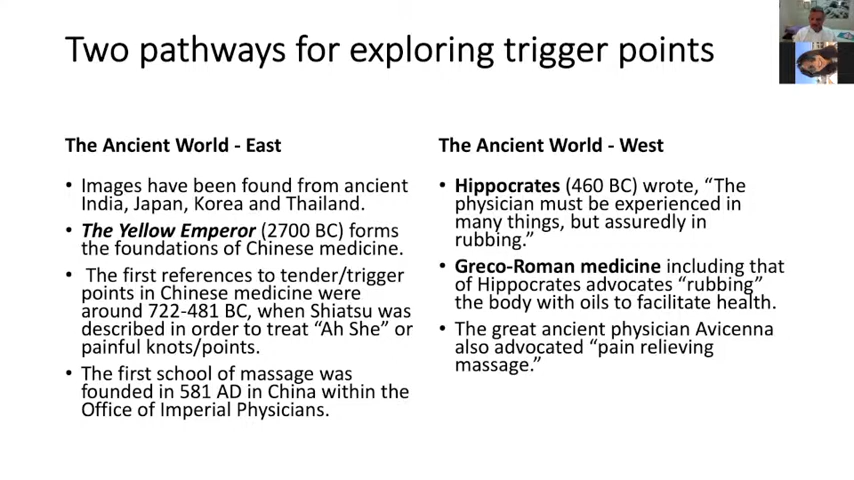 Two pathways for exploring trigger points
The Ancient World - East
• Images have been found from ancient
India, Japan, Korea and Thailand.
• The Yellow Emperor (2700 BC) forms
the foundations of Chinese medicine.
• The first references to tender/trigger
points in Chinese medicine were
around 722-481 BC, when Shiatsu was
described in order to treat “Ah She” or
painful knots/points.
• The first school of massage was
founded in 581 AD in China within the
Office of Imperial Physicians.
The Ancient World - West
• Hippocrates (460 BC) wrote, “The
physician must be experienced in
many things, but assuredly in
rubbing.”
• Greco-Roman medicine including that
of Hippocrates advocates “rubbing”
the body with oils to facilitate health.
• The great ancient physician Avicenna
also advocated “pain relieving
massage.”